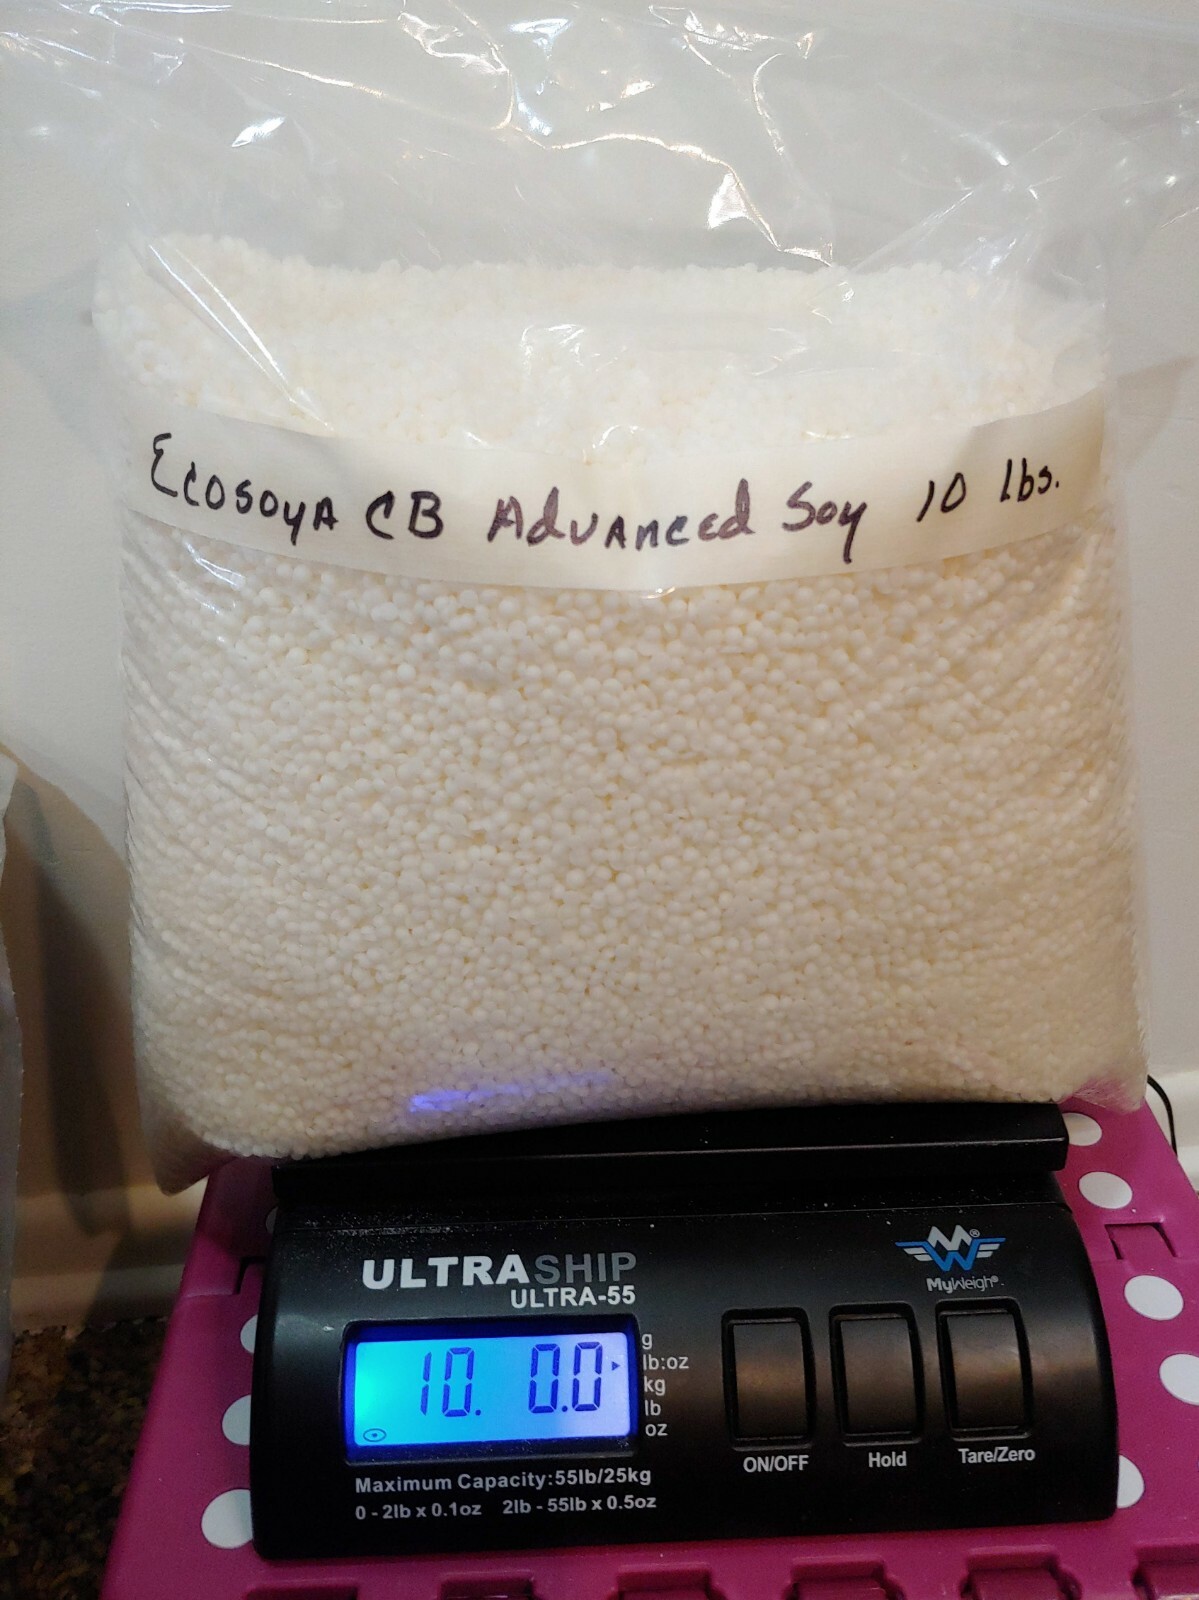 EcosoyA CB Advanced Soy 10 lbs.
MW®
MyWeigh®
ULTRASHIP
ULTRA-55
10. 0.0
g
lb:oz
kg
lb
oz
ON/OFF Hold Tare/Zero
Maximum Capacity:55lb/25kg
0 - 2lb x 0.1oz 2lb - 55lb x 0.5oz